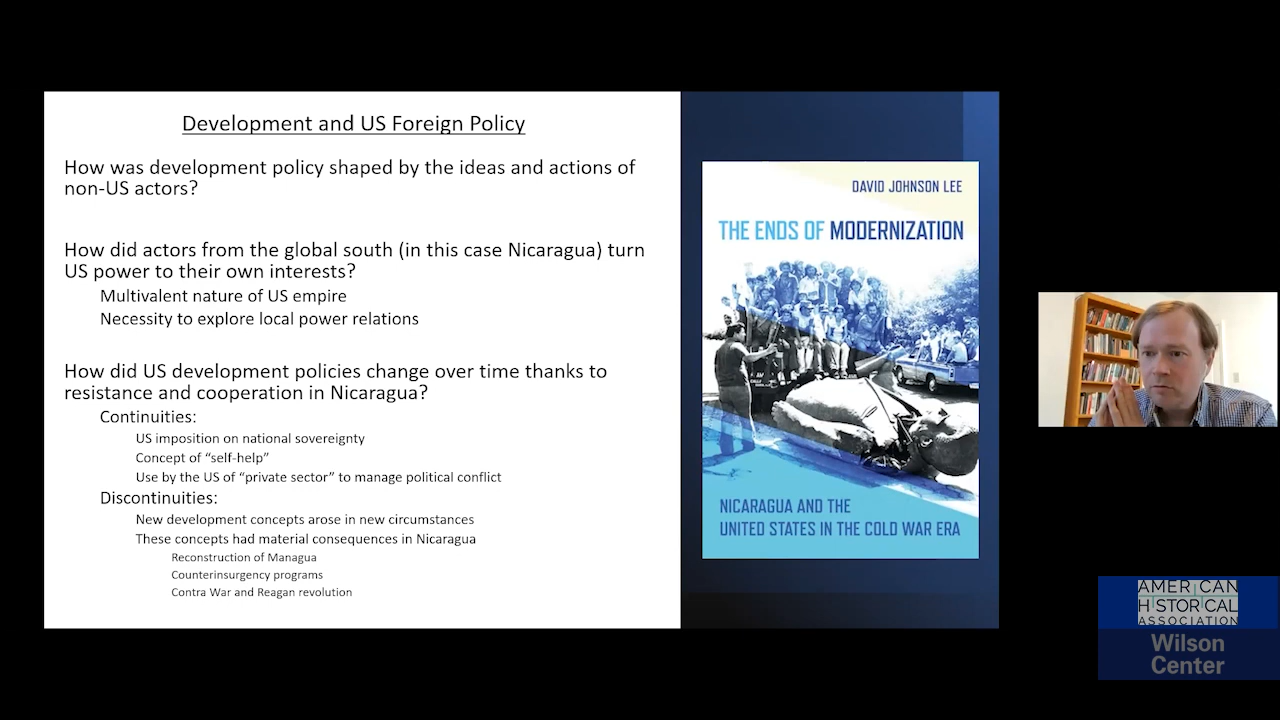 Development and US Foreign Policy
How was development policy shaped by the ideas and actions of
non-US actors?
How did actors from the global south (in this case Nicaragua) turn
US power to their own interests?
Multivalent nature of US empire
Necessity to explore local power relations
How did US development policies change over time thanks to
resistance and cooperation in Nicaragua?
Continuities:
US imposition on national sovereignty
Concept of “self-help”
Use by the US of “private sector” to manage political conflict
Discontinuities:
New development concepts arose in new circumstances
These concepts had material consequences in Nicaragua
Reconstruction of Managua
Counterinsurgency programs
Contra War and Reagan revolution
DAVID JOHNSON LEE
THE ENDS OF MODERNIZATION
NICARAGUA AND THE
UNITED STATES IN THE COLD WAR ERA
AMERICAN
HISTORICAL
ASSOCIATION
Wilson
Center